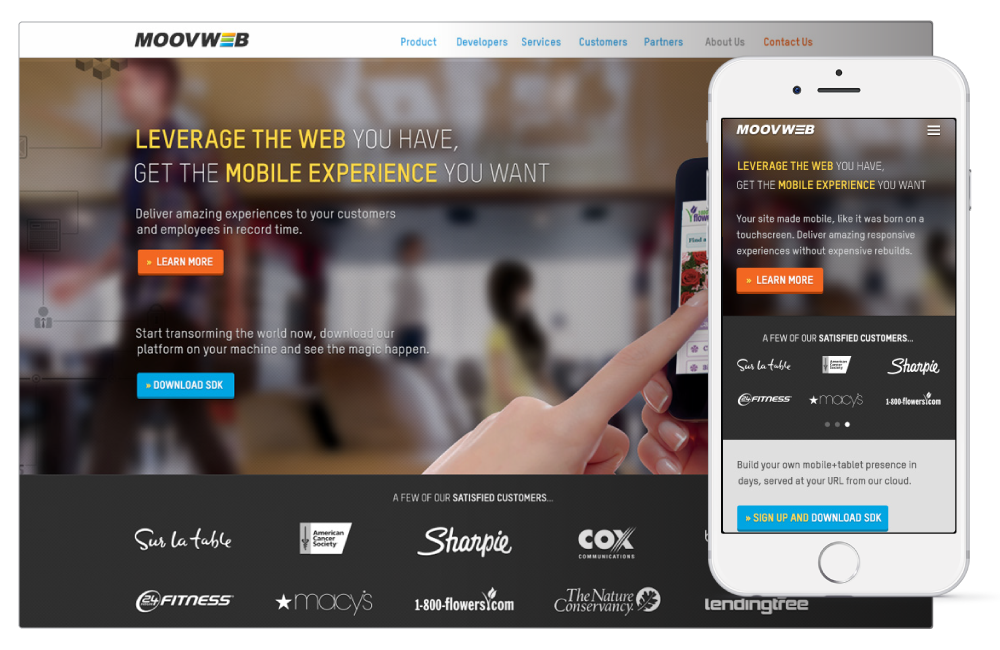 MOOVWEB
Product Developers Services Customers Partners About Us Contact Us
LEVERAGE THE WEB YOU HAVE,
GET THE MOBILE EXPERIENCE YOU WANT
Deliver amazing experiences to your customers
and employees in record time.
» LEARN MORE
Start transorming the world now, download our
platform on your machine and see the magic happen.
» DOWNLOAD SDK
A FEW OF OUR SATISFIED CUSTOMERS...
Sur la table
American
Cancer
Society
Sharpie
COX
COMMUNICATIONS
24 FITNESS
macy's
1-800-flowers.com
The Nature
Conservancy
lendingtree
MOOVWEB
LEVERAGE THE WEB YOU HAVE,
GET THE MOBILE EXPERIENCE YOU WANT
Your site made mobile, like it was born on a
touchscreen. Deliver amazing responsive
experiences without expensive rebuilds.
» LEARN MORE
A FEW OF OUR SATISFIED CUSTOMERS...
Sur la table
American
Cancer
Society
Sharpie
24 FITNESS
macy's
1-800-flowers.com
Build your own mobile+tablet presence in
days, served at your URL from our cloud.
» SIGN UP AND DOWNLOAD SDK